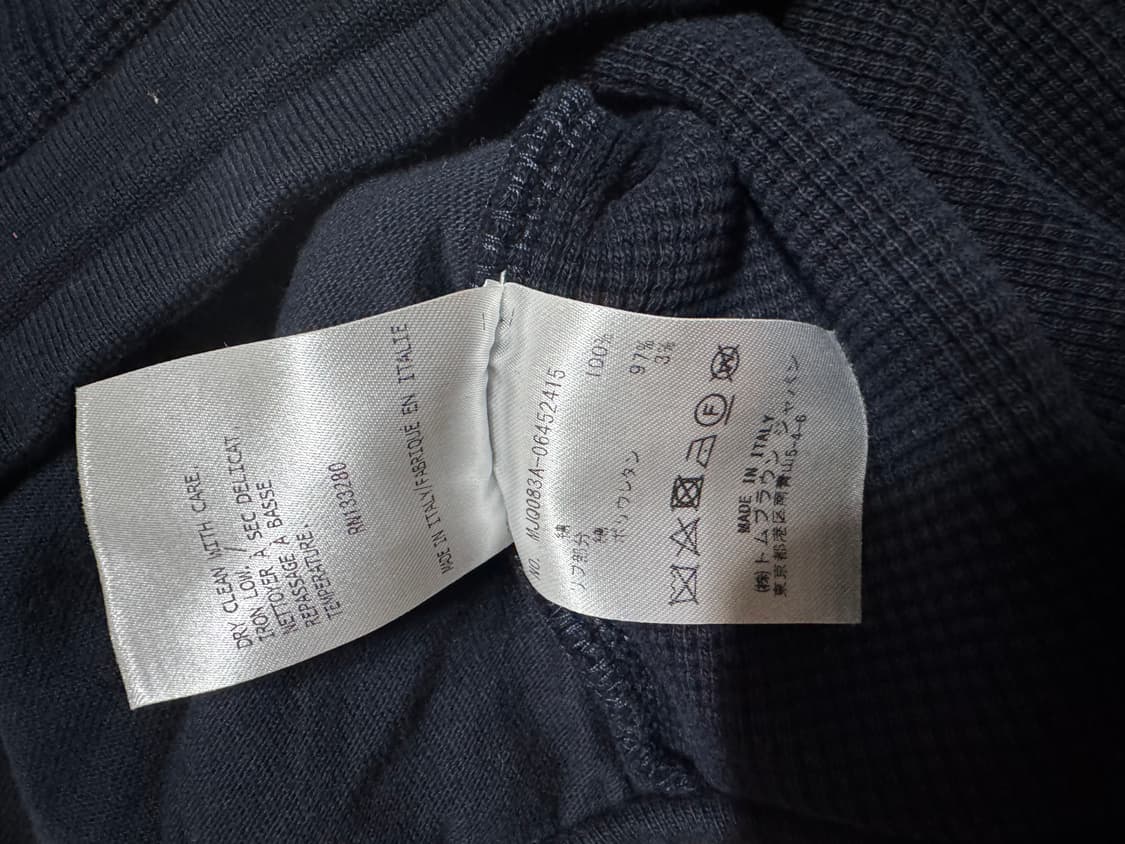 DRY CLEAN WITH CARE.
IRON LOW. / SEC DELICAT.
NETTOYER A SEC
REPASSAGE A BASSE
TEMPERATURE.
RN133280
MADE IN ITALY/FABRIQUE EN ITALIE
NO. MJQ083A-06452415
綿 100%
リブ部分
綿 97%
ポリウレタン 3%
MADE IN ITALY
(株)トムブラウン ジャパン
東京都港区南青山5-4-6